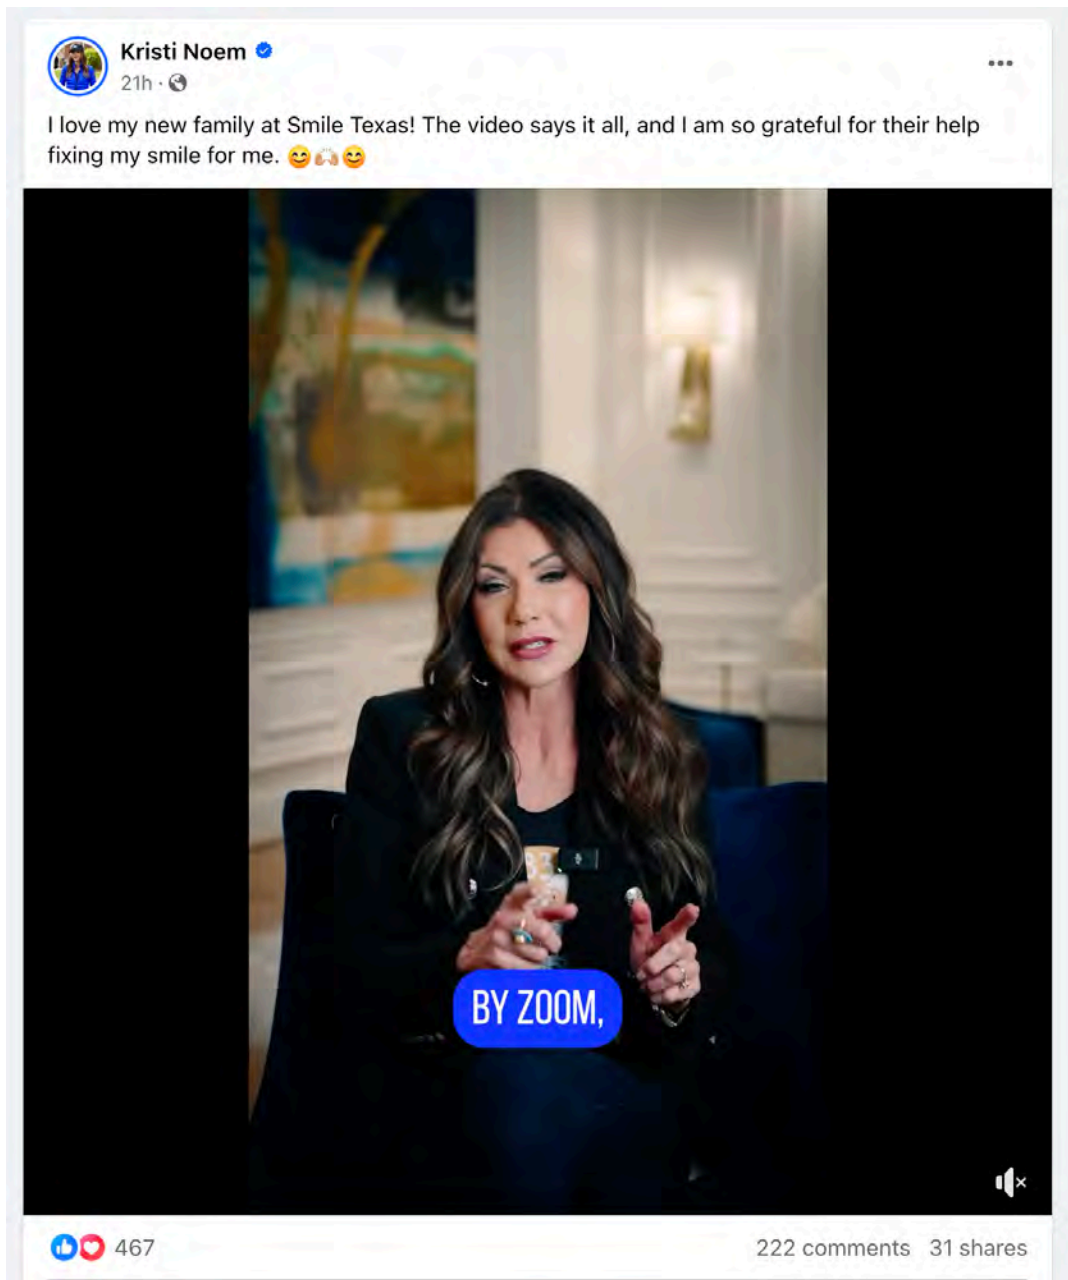 Kristi Noem
21h ·
I love my new family at Smile Texas! The video says it all, and I am so grateful for their help
fixing my smile for me. 😊🙌🏻😊
BY ZOOM,
467
222 comments 31 shares